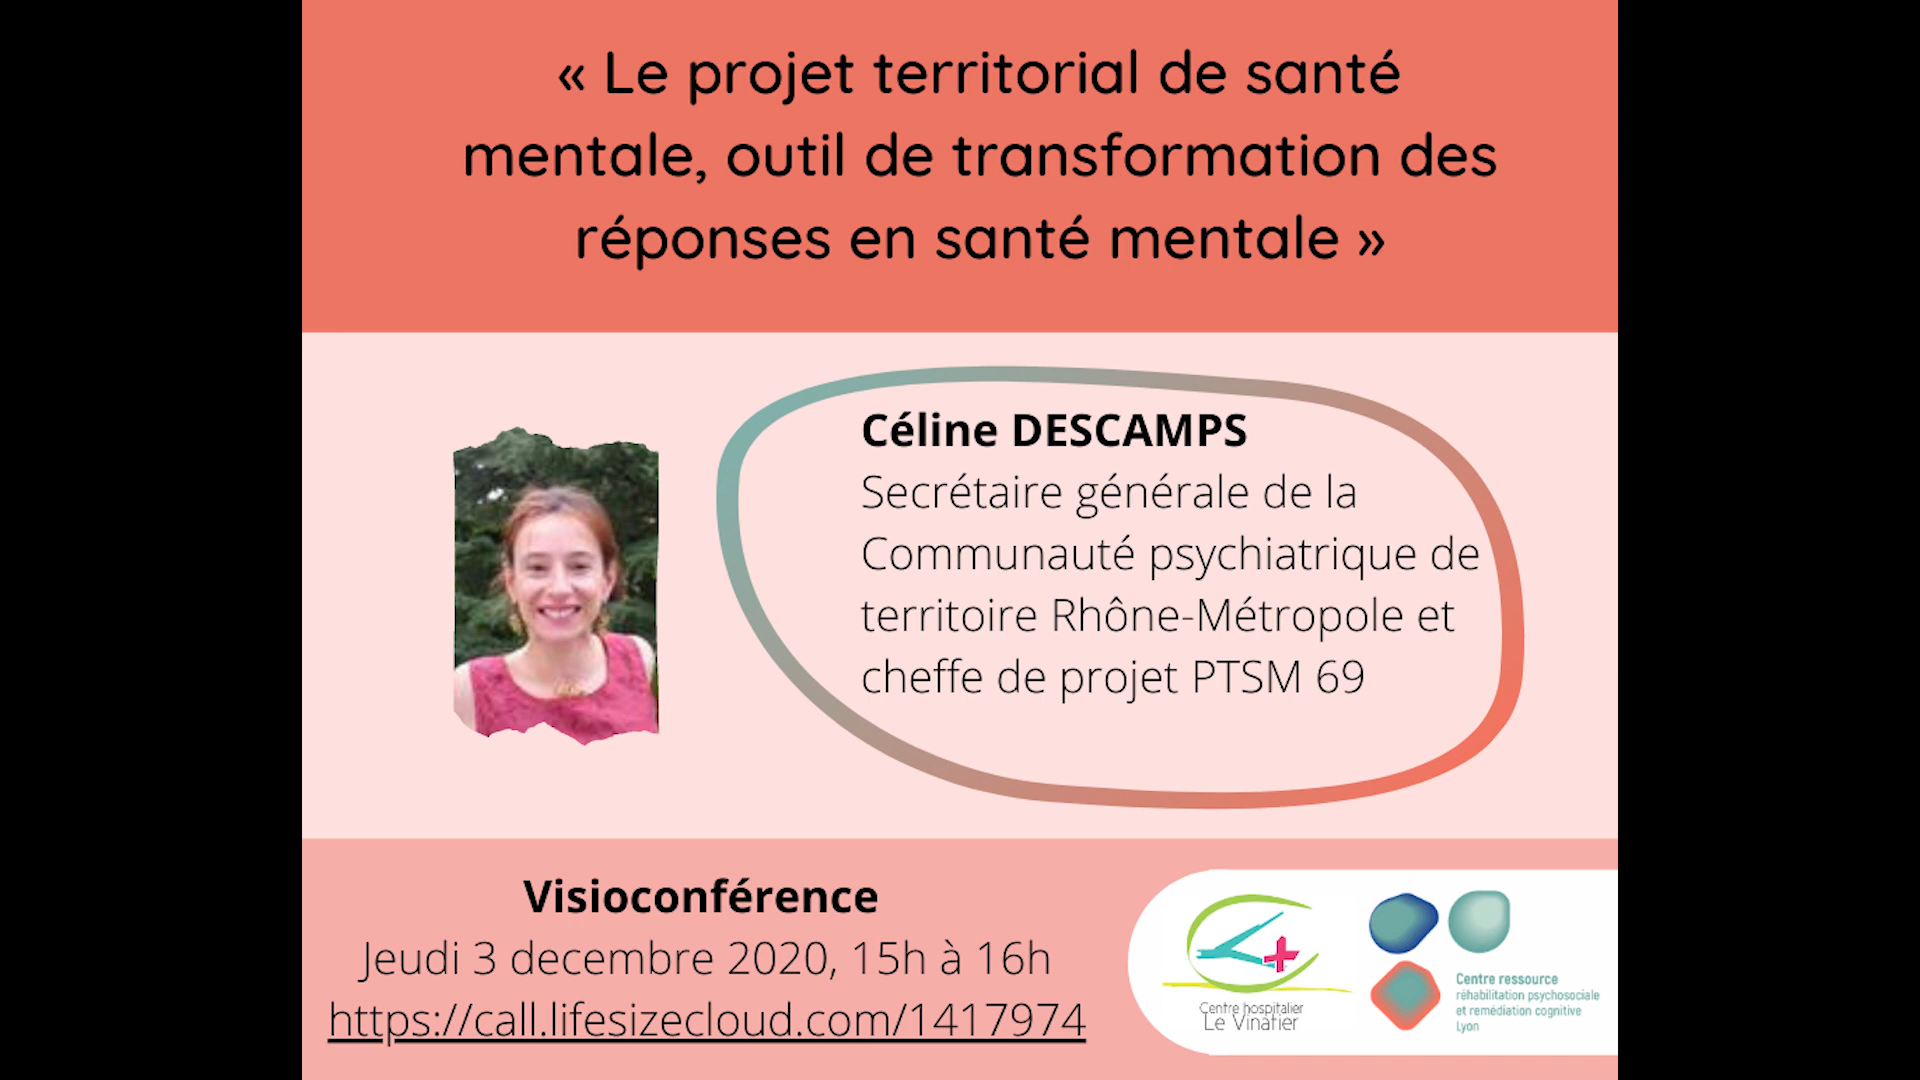 « Le projet territorial de santé
mentale, outil de transformation des
réponses en santé mentale »
Céline DESCAMPS
Secrétaire générale de la
Communauté psychiatrique de
territoire Rhône-Métropole et
cheffe de projet PTSM 69
Visioconférence
Jeudi 3 decembre 2020, 15h à 16h
https://call.lifesizecloud.com/1417974
Centre hospitalier
Le Vinatier
Centre ressource
réhabilitation psychosociale
et remédiation cognitive
Lyon